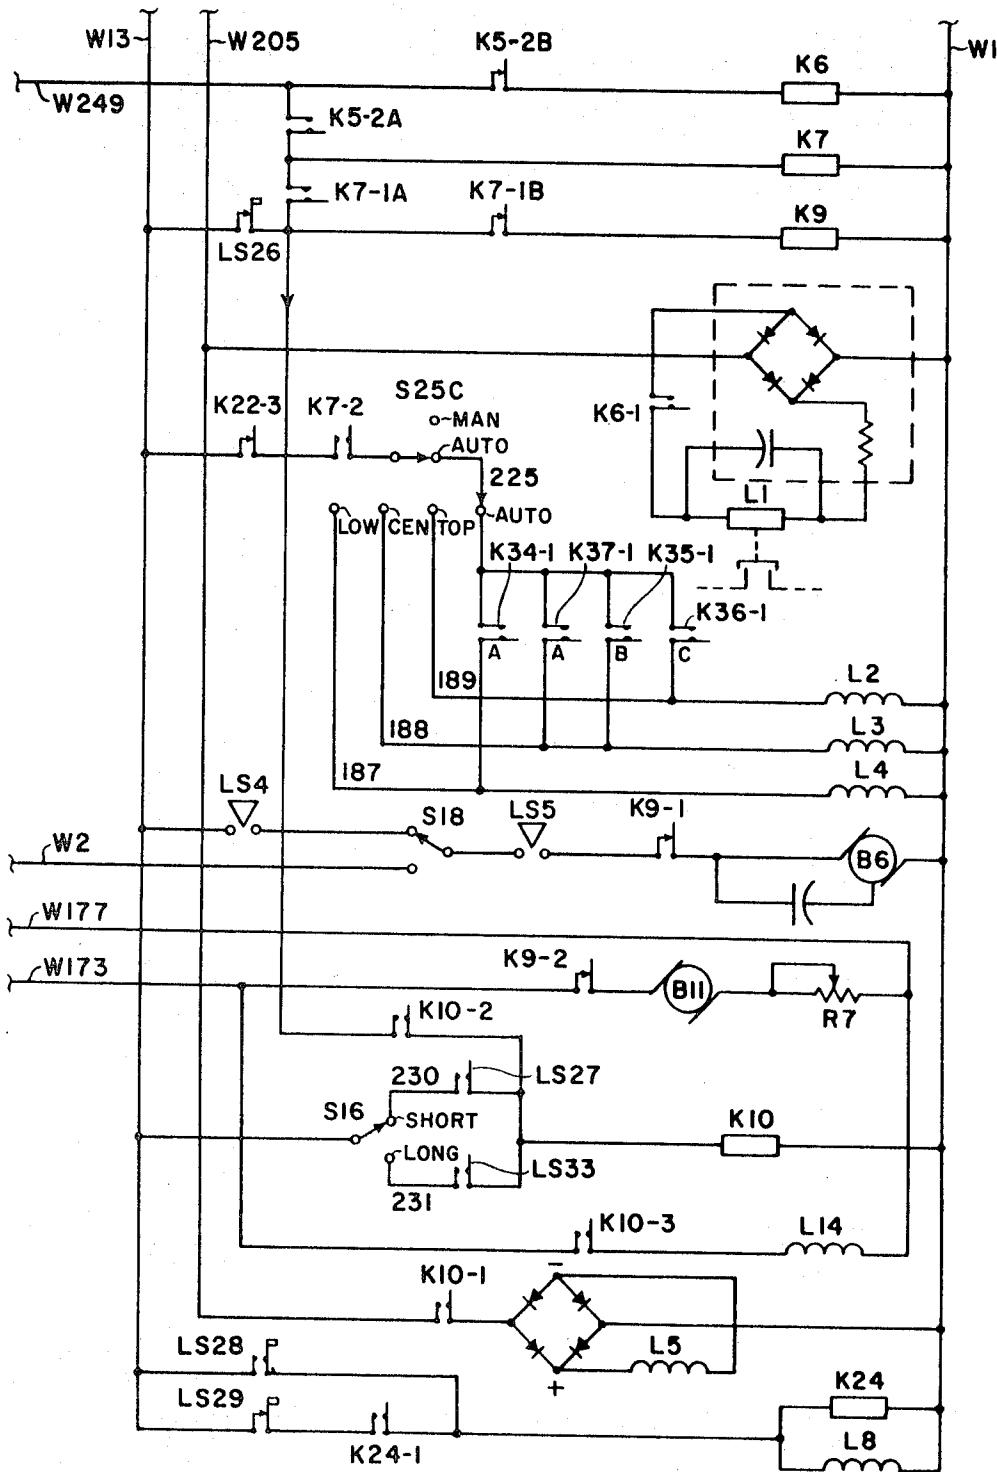 W13
W205
K5-2B
W1
K6
W249
K5-2A
K7
K7-1A
K7-1B
K9
LS26
S25C
K22-3
K7-2
MAN
AUTO
K6-1
225
L1
LOW
CEN
TOP
AUTO
K34-1
K37-1
K35-1
K36-1
A
A
B
C
189
L2
188
L3
187
L4
LS4
S18
LS5
K9-1
W2
B6
W177
W173
K9-2
B11
R7
K10-2
230
LS27
S16
SHORT
K10
LONG
LS33
231
K10-3
L14
K10-1
−
LS28
L5
+
LS29
K24
K24-1
L8